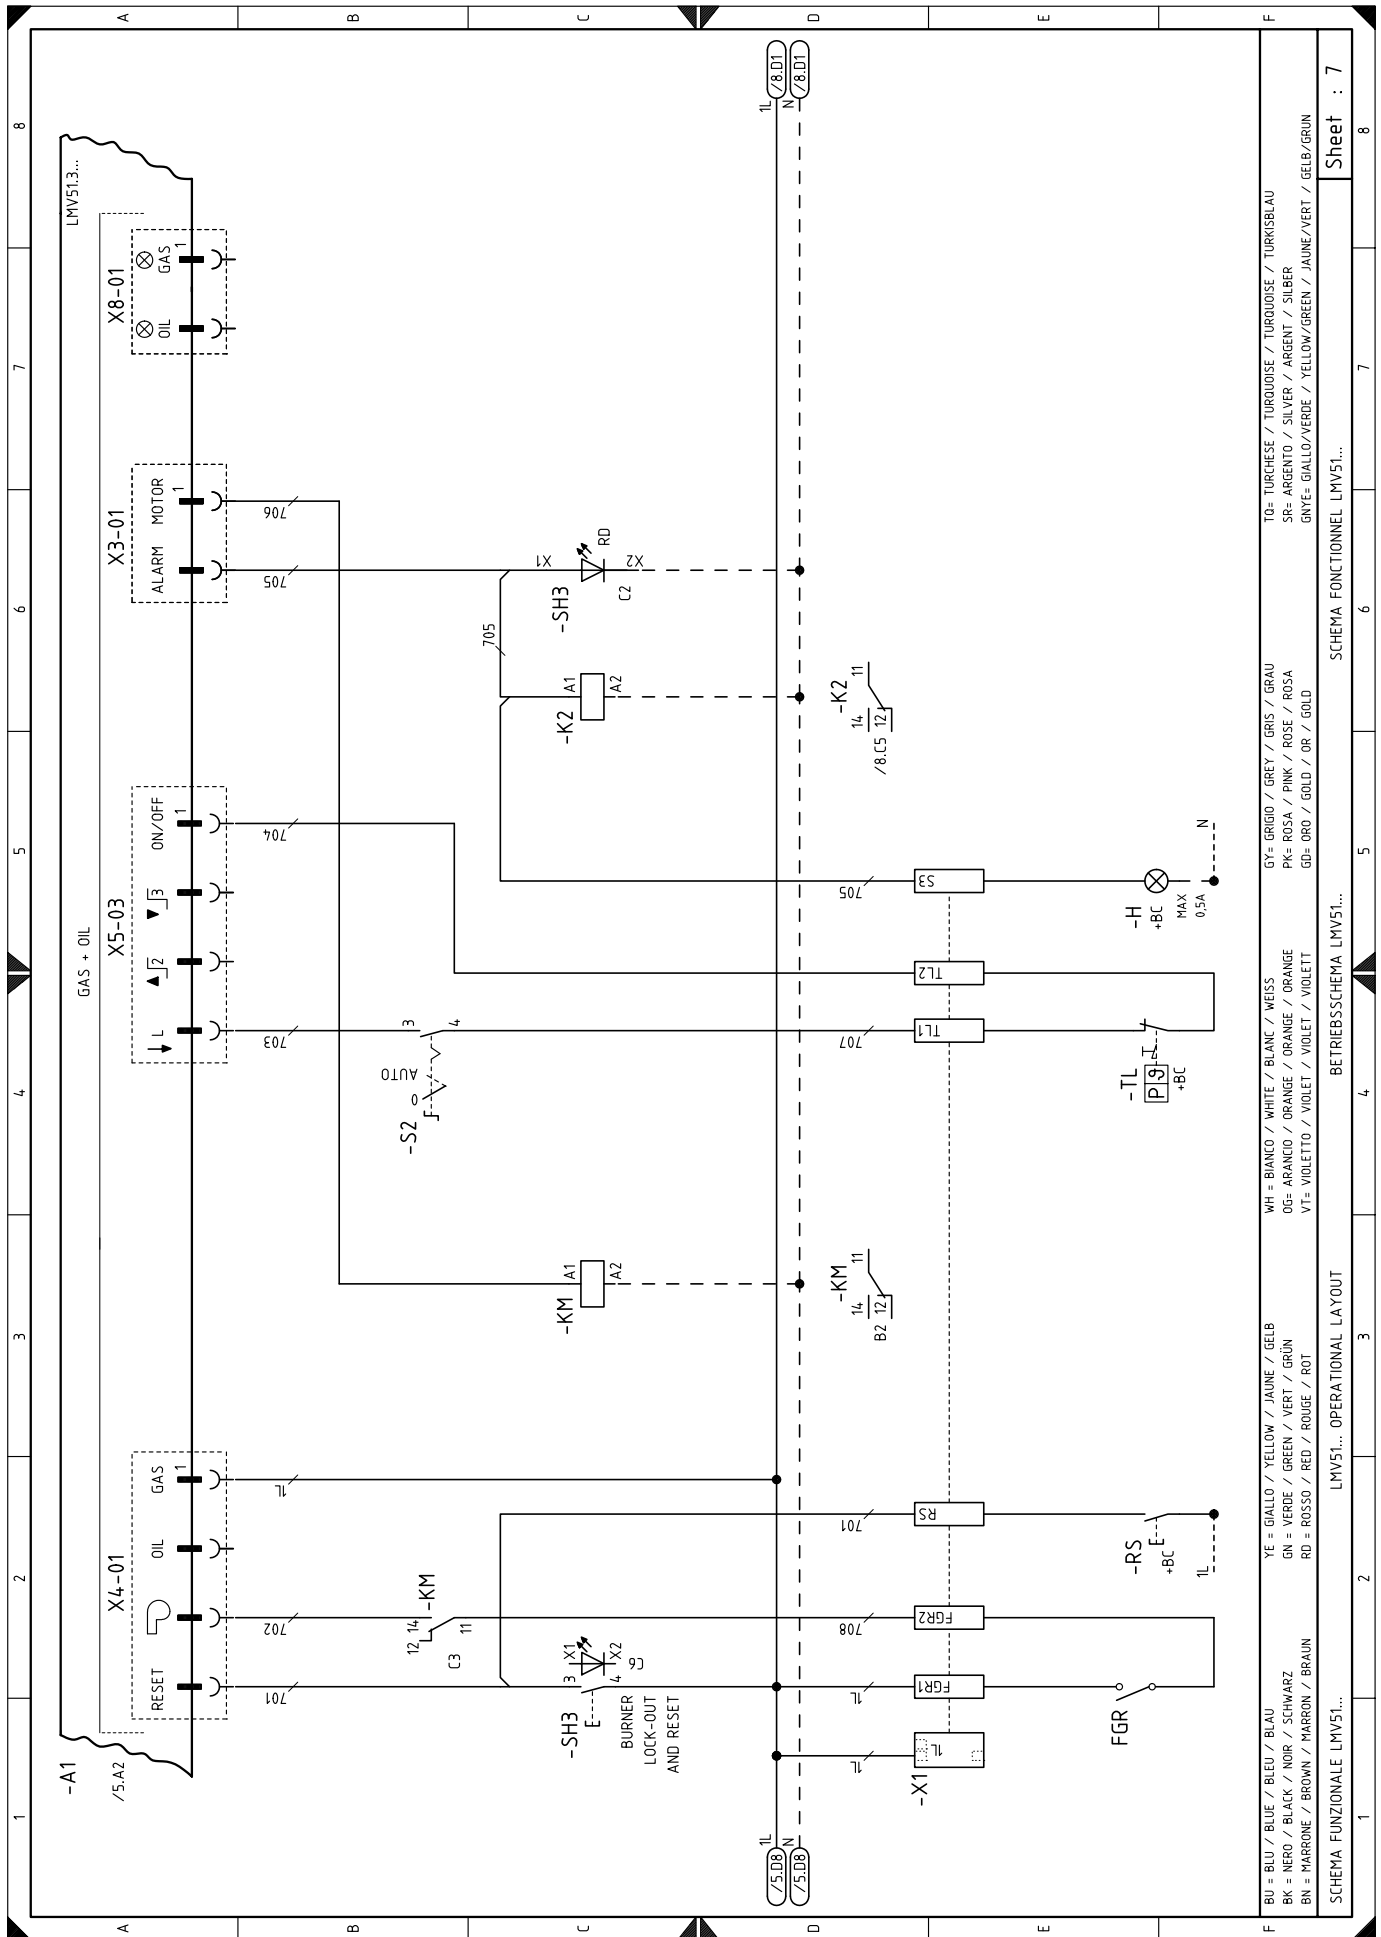 1 2 3 4 5 6 7 8
A B C D E F
-A1
/5.A2
LMV51.3...
GAS + OIL
X4-01
RESET
OIL
GAS
1
X5-03
L
2
3
ON/OFF
1
X3-01
ALARM
MOTOR
1
X8-01
OIL
GAS
1
701
702
1L
703
704
705
706
12 14
-KM
11
C3
-S2
0
AUTO
3
4
-SH3
3
4
X1
X2
C6
BURNER
LOCK-OUT
AND RESET
-KM
A1
A2
705
-K2
A1
A2
-SH3
X1
X2
RD
C2
1L
/5.D8
N
/5.D8
1L
/8.D1
N
/8.D1
-KM
14
12
11
B2
-K2
14
12
11
/8.C5
1L
1L
708
701
707
705
-X1
1L
FGR1
FGR2
RS
TL1
TL2
S3
FGR
-RS
+BC
1L
-TL
P ϑ
+BC
-H
+BC
MAX
0,5A
N
BU = BLU / BLUE / BLEU / BLAU
BK = NERO / BLACK / NOIR / SCHWARZ
BN = MARRONE / BROWN / MARRON / BRAUN
YE = GIALLO / YELLOW / JAUNE / GELB
GN = VERDE / GREEN / VERT / GRÜN
RD = ROSSO / RED / ROUGE / ROT
WH = BIANCO / WHITE / BLANC / WEISS
OG= ARANCIO / ORANGE / ORANGE / ORANGE
VT= VIOLETTO / VIOLET / VIOLET / VIOLETT
GY= GRIGIO / GREY / GRIS / GRAU
PK= ROSA / PINK / ROSE / ROSA
GD= ORO / GOLD / OR / GOLD
TQ= TURCHESE / TURQUOISE / TURQUOISE / TURKISBLAU
SR= ARGENTO / SILVER / ARGENT / SILBER
GNYE= GIALLO/VERDE / YELLOW/GREEN / JAUNE/VERT / GELB/GRUN
SCHEMA FUNZIONALE LMV51...
LMV51... OPERATIONAL LAYOUT
BETRIEBSSCHEMA LMV51...
SCHEMA FONCTIONNEL LMV51...
Sheet : 7
1 2 3 4 5 6 7 8
A B C D E F